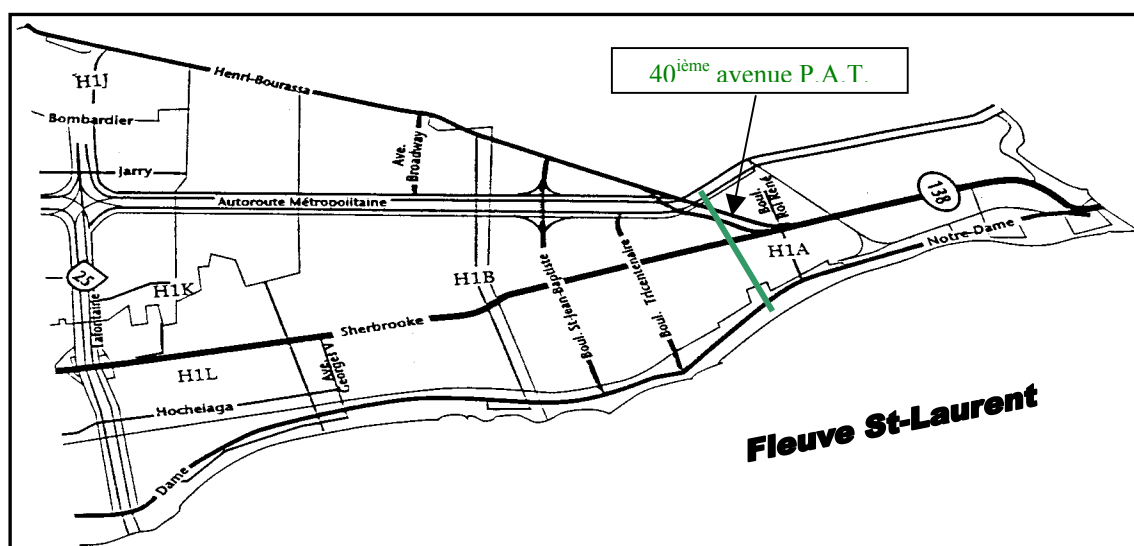 40ième avenue P.A.T.
Henri-Bourassa
H1J
Bombardier
Jarry
Ave. Broadway
Autoroute Métropolitaine
Boul. Roi René
138
H1A
Notre-Dame
25
H1K
H1B
Boul. St-Jean-Baptiste
Boul. Tricentenaire
Lafontaine
Sherbrooke
H1L
Ave. Georges V
Hochelaga
Dame
Fleuve St-Laurent